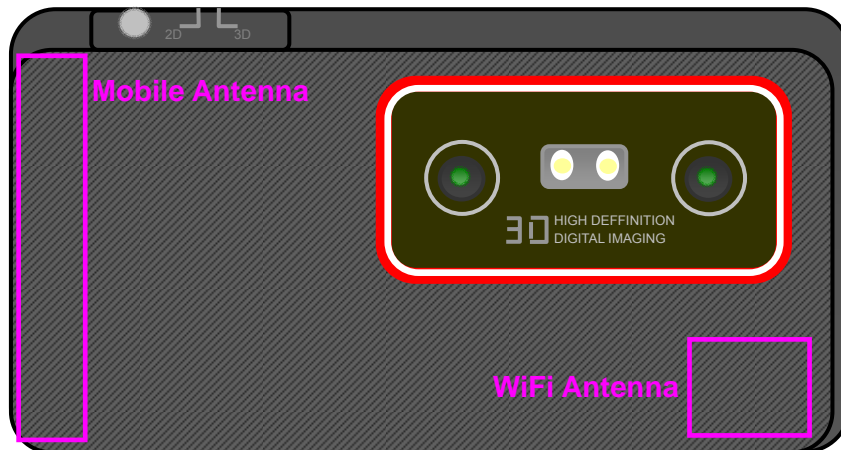 2D 3D
Mobile Antenna
3D HIGH DEFFINITION
DIGITAL IMAGING
WiFi Antenna